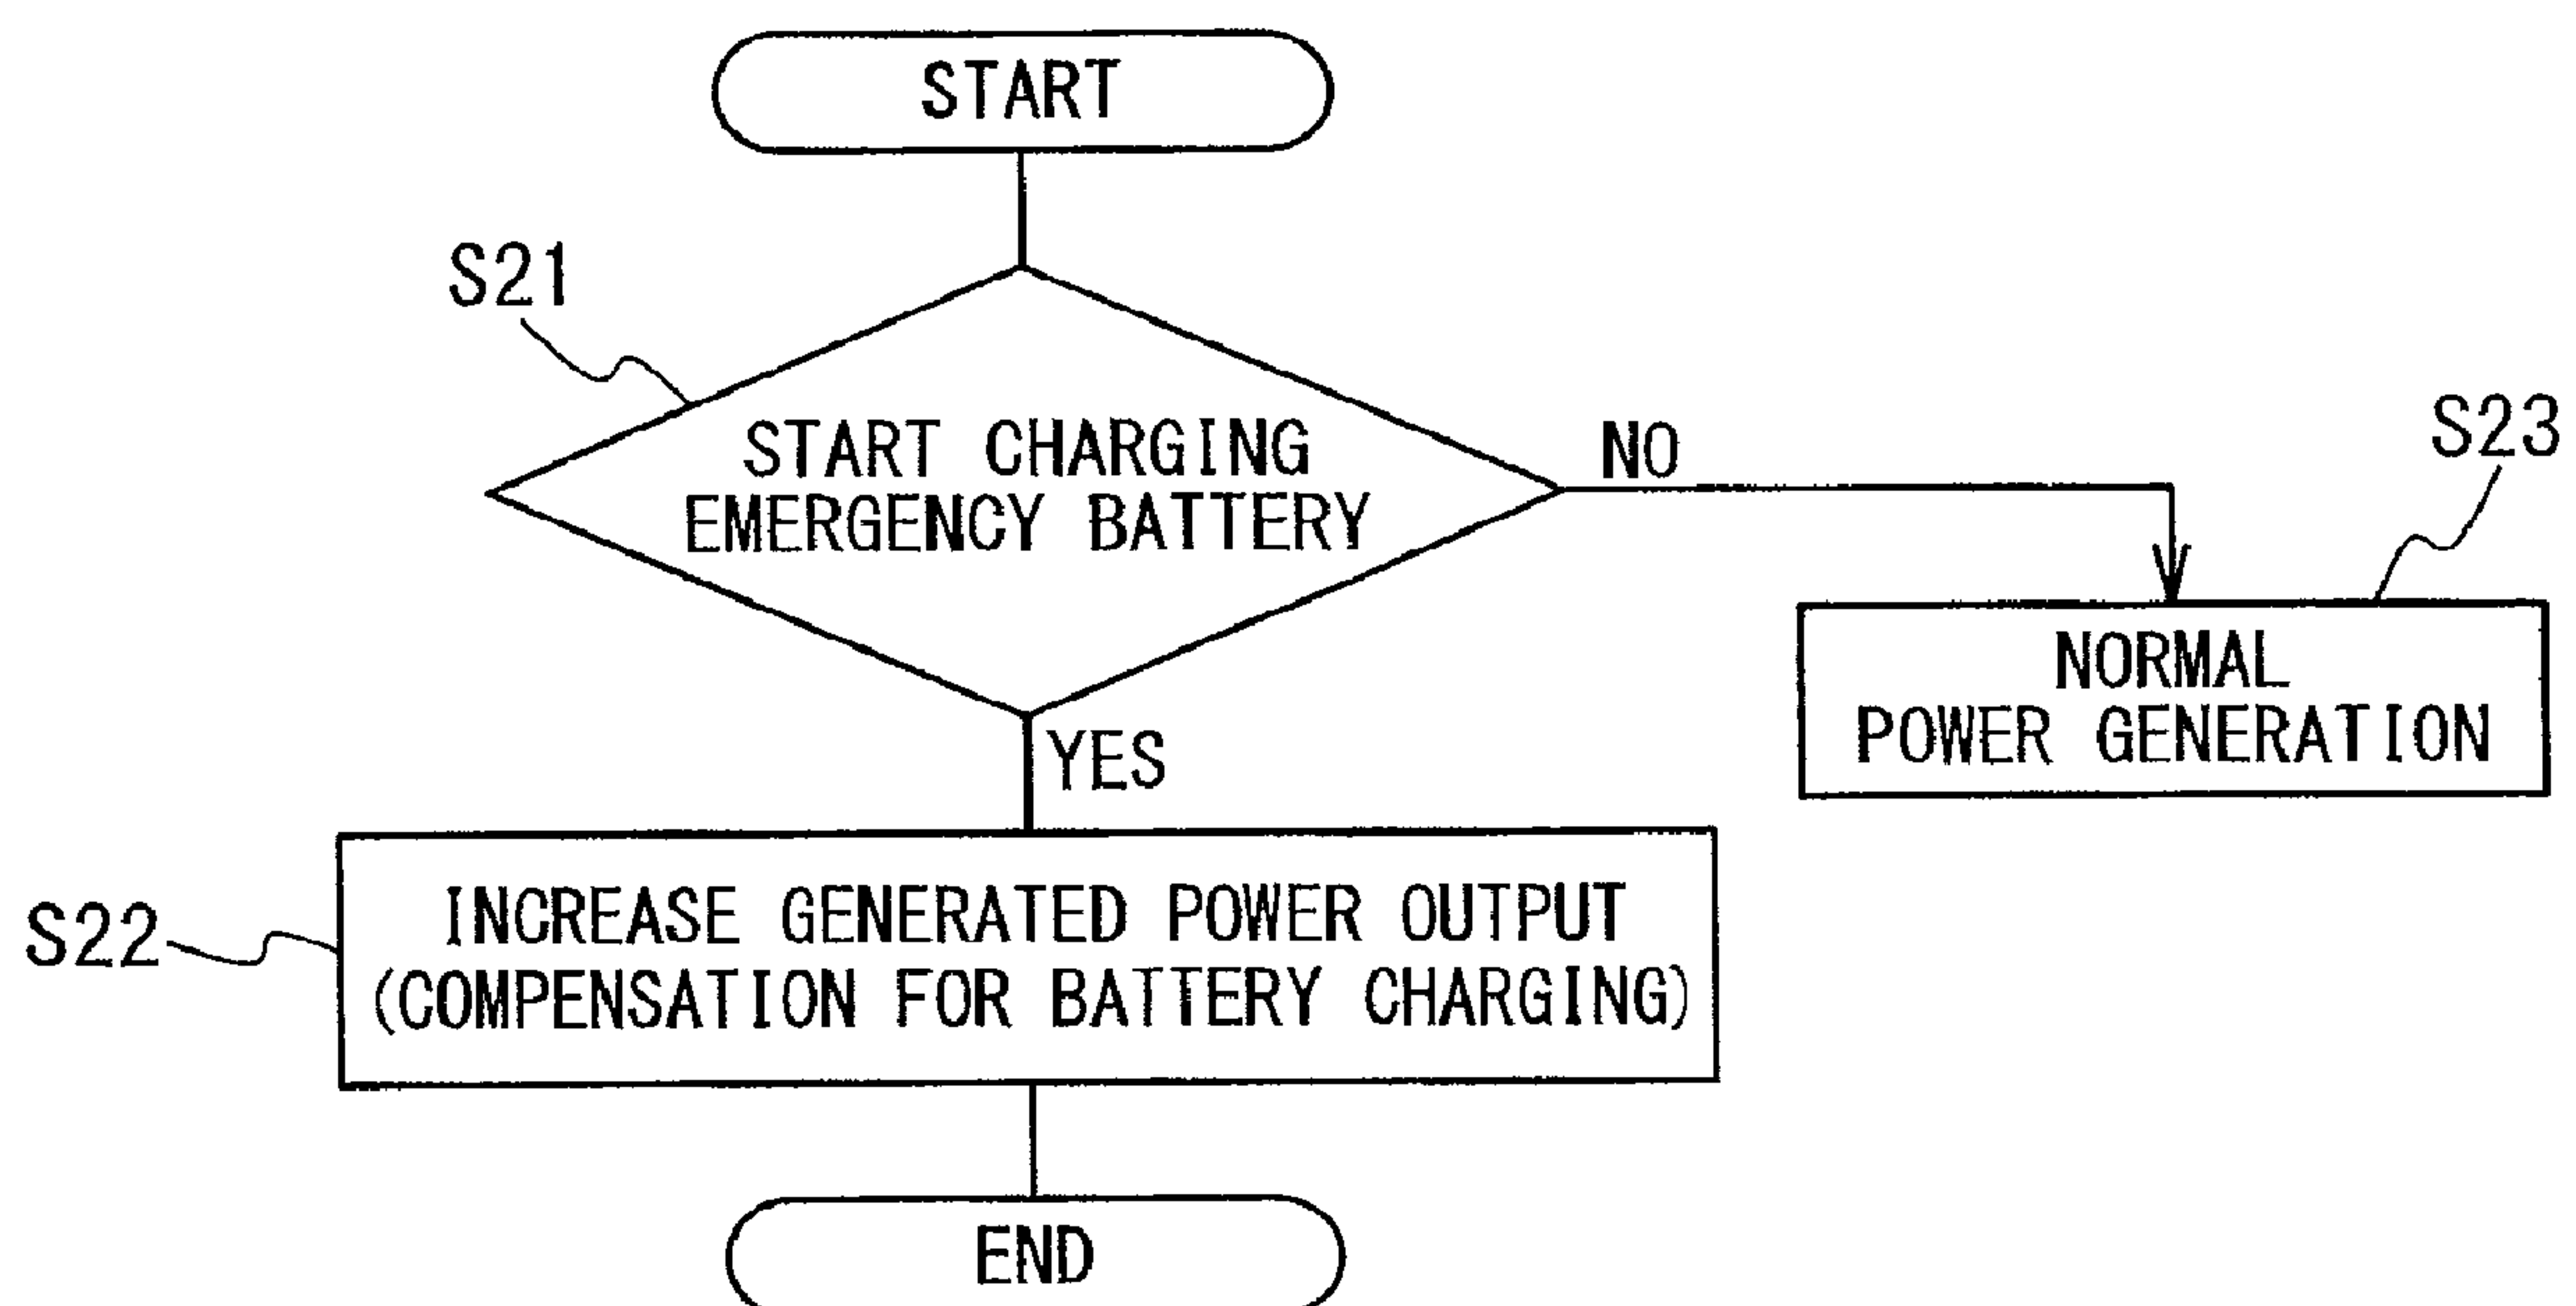 START
S21
START CHARGING
EMERGENCY BATTERY
NO
S23
NORMAL
POWER GENERATION
YES
S22
INCREASE GENERATED POWER OUTPUT
(COMPENSATION FOR BATTERY CHARGING)
END